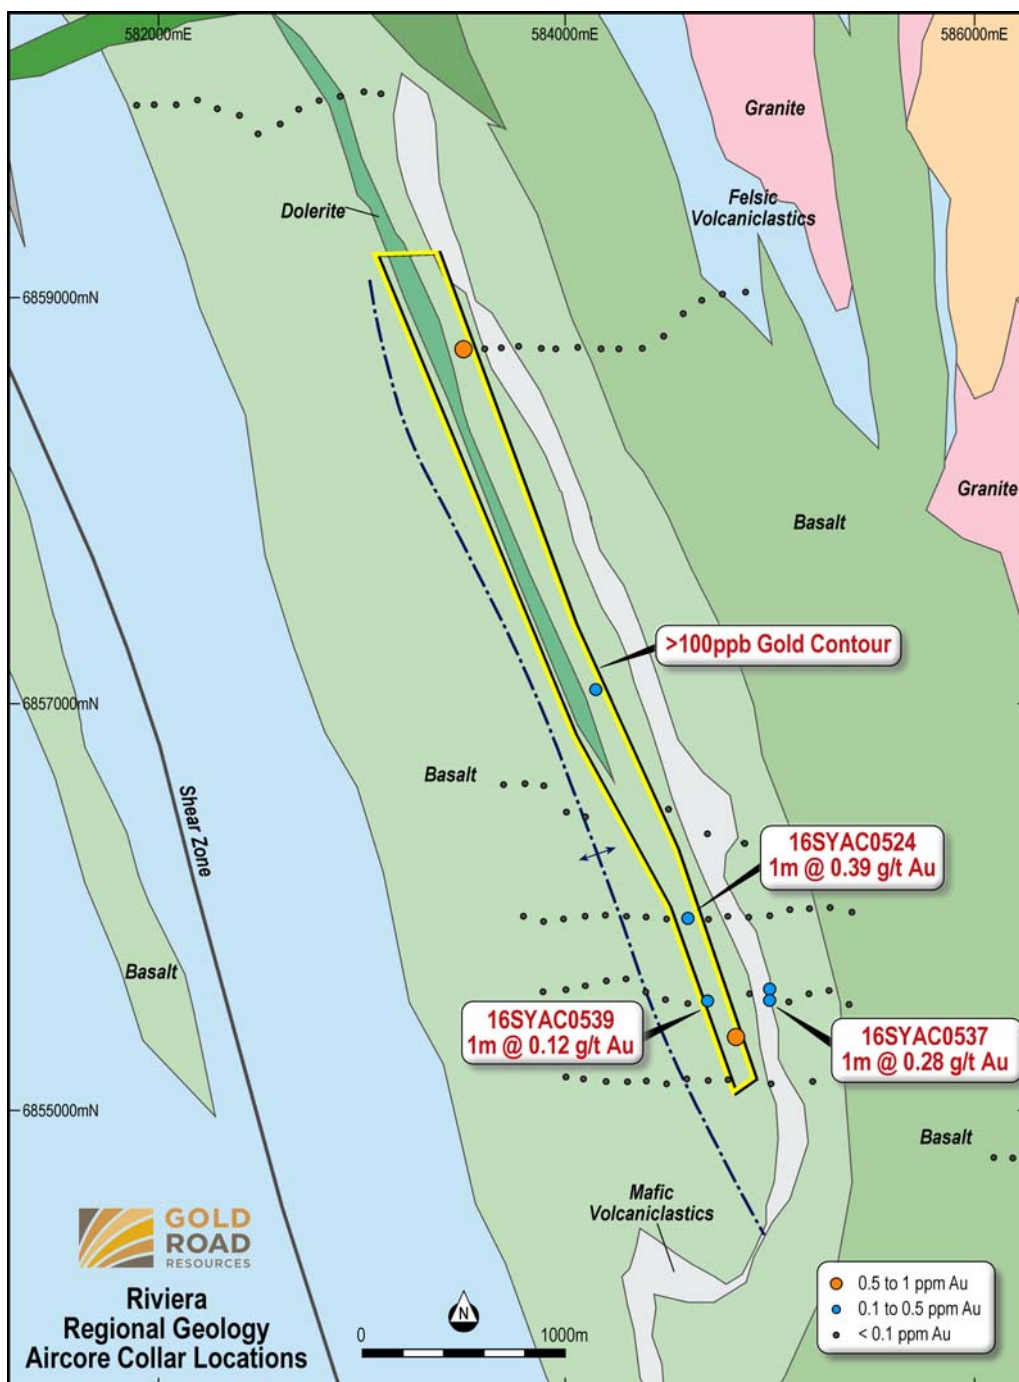 582000mE
584000mE
586000mE
Granite
Felsic
Volcaniclastics
Dolerite
6859000mN
Granite
Basalt
>100ppb Gold Contour
6857000mN
Basalt
Shear Zone
16SYAC0524
1m @ 0.39 g/t Au
Basalt
16SYAC0539
1m @ 0.12 g/t Au
16SYAC0537
1m @ 0.28 g/t Au
6855000mN
Basalt
Mafic
Volcaniclastics
GOLD
ROAD
RESOURCES
Riviera
Regional Geology
Aircore Collar Locations
N
0 1000m
0.5 to 1 ppm Au
0.1 to 0.5 ppm Au
< 0.1 ppm Au